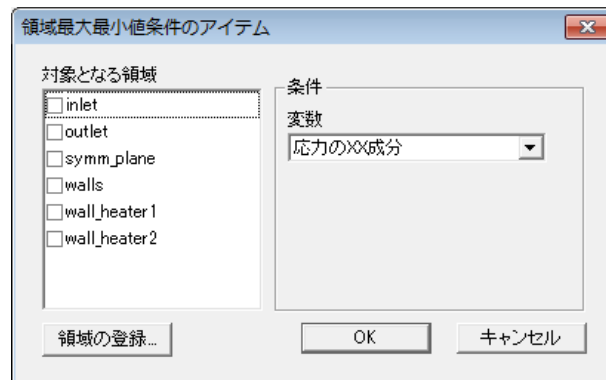 領域最大最小値条件のアイテム
対象となる領域
inlet
outlet
symm_plane
walls
wall_heater1
wall_heater2
条件
変数
応力のXX成分
領域の登録...
OK
キャンセル